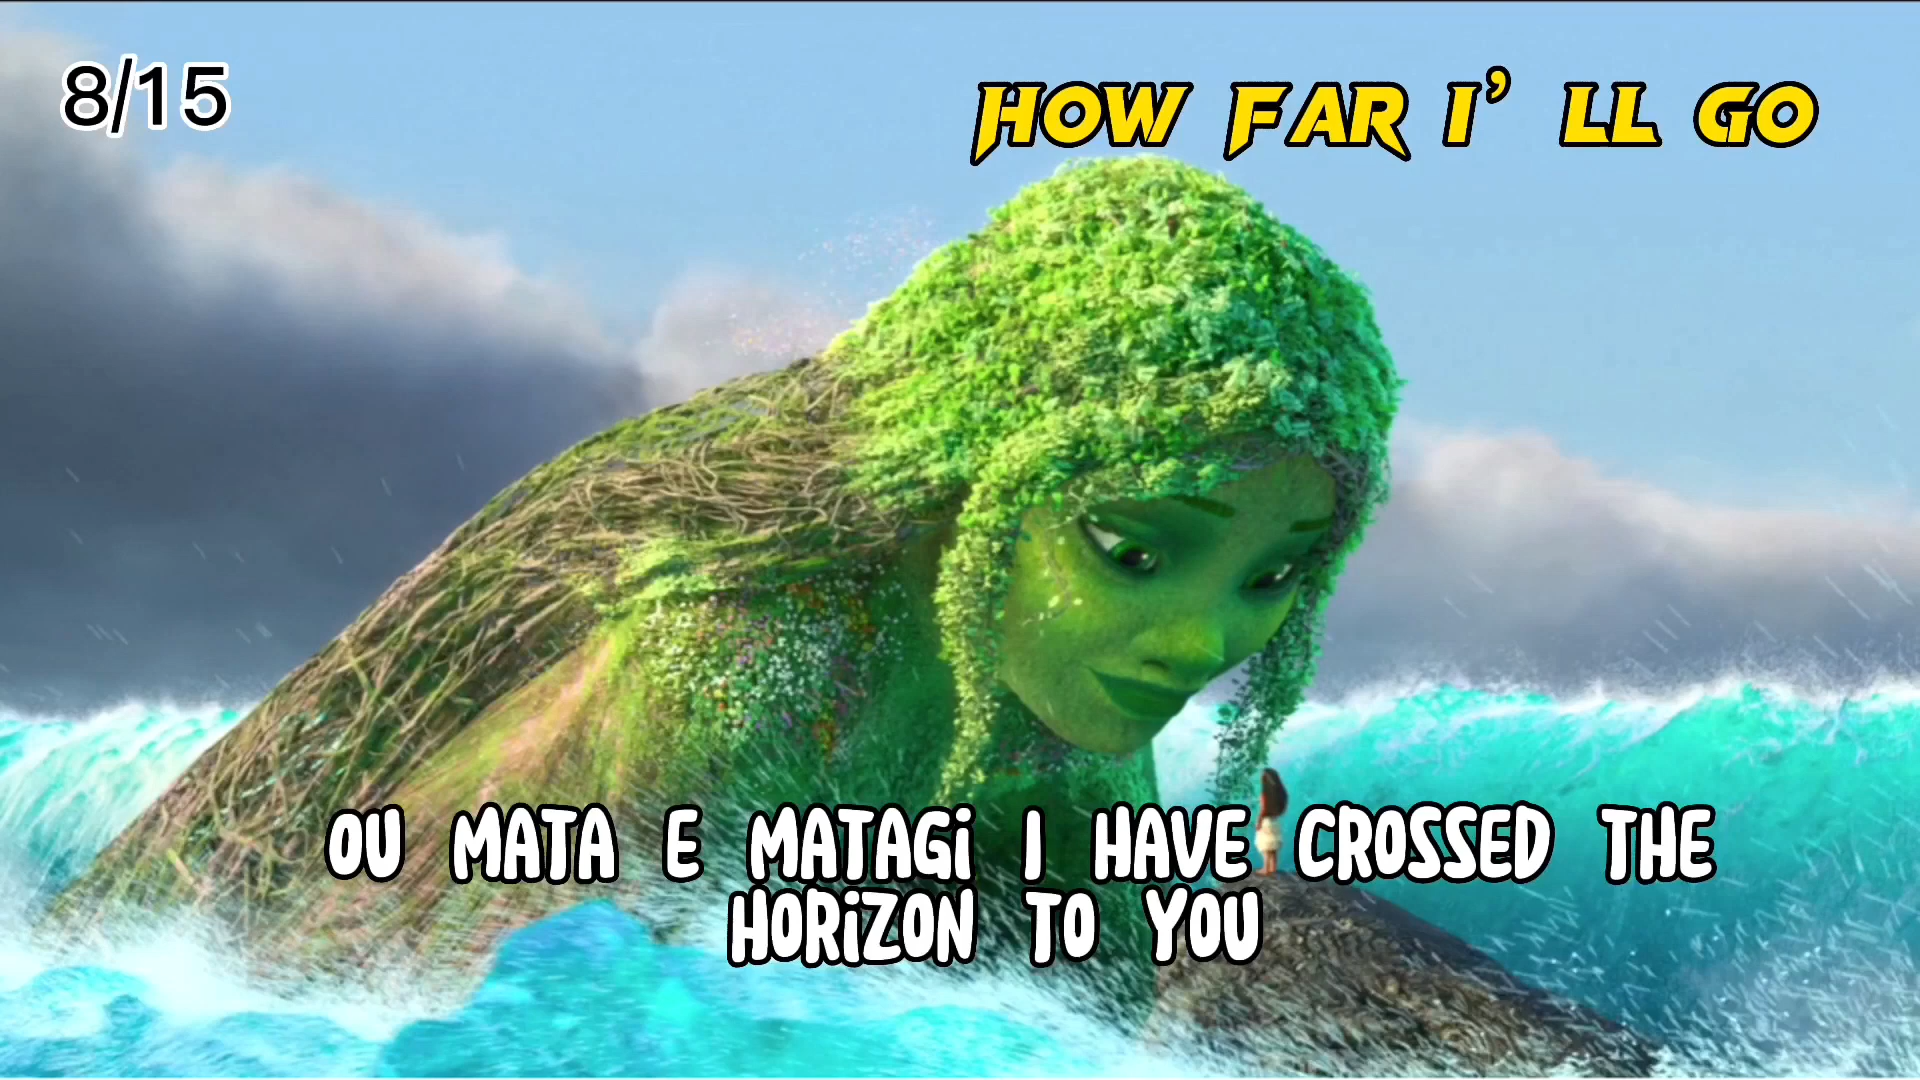 8/15
HOW FAR I'LL GO
OU MATA E MATAGI I HAVE CROSSED THE
HORIZON TO YOU